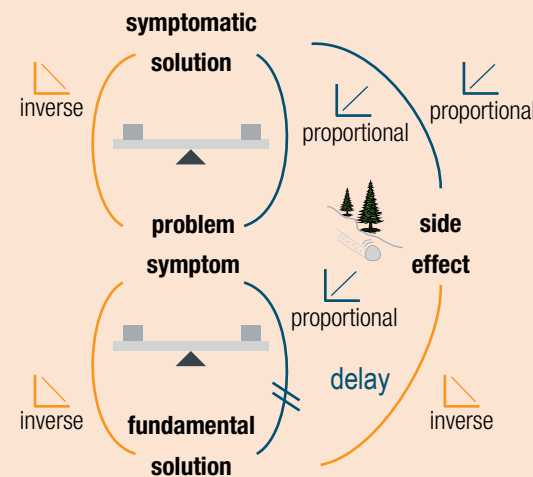 symptomatic
solution
inverse
proportional
proportional
problem
symptom
side
effect
proportional
delay
inverse
inverse
fundamental
solution